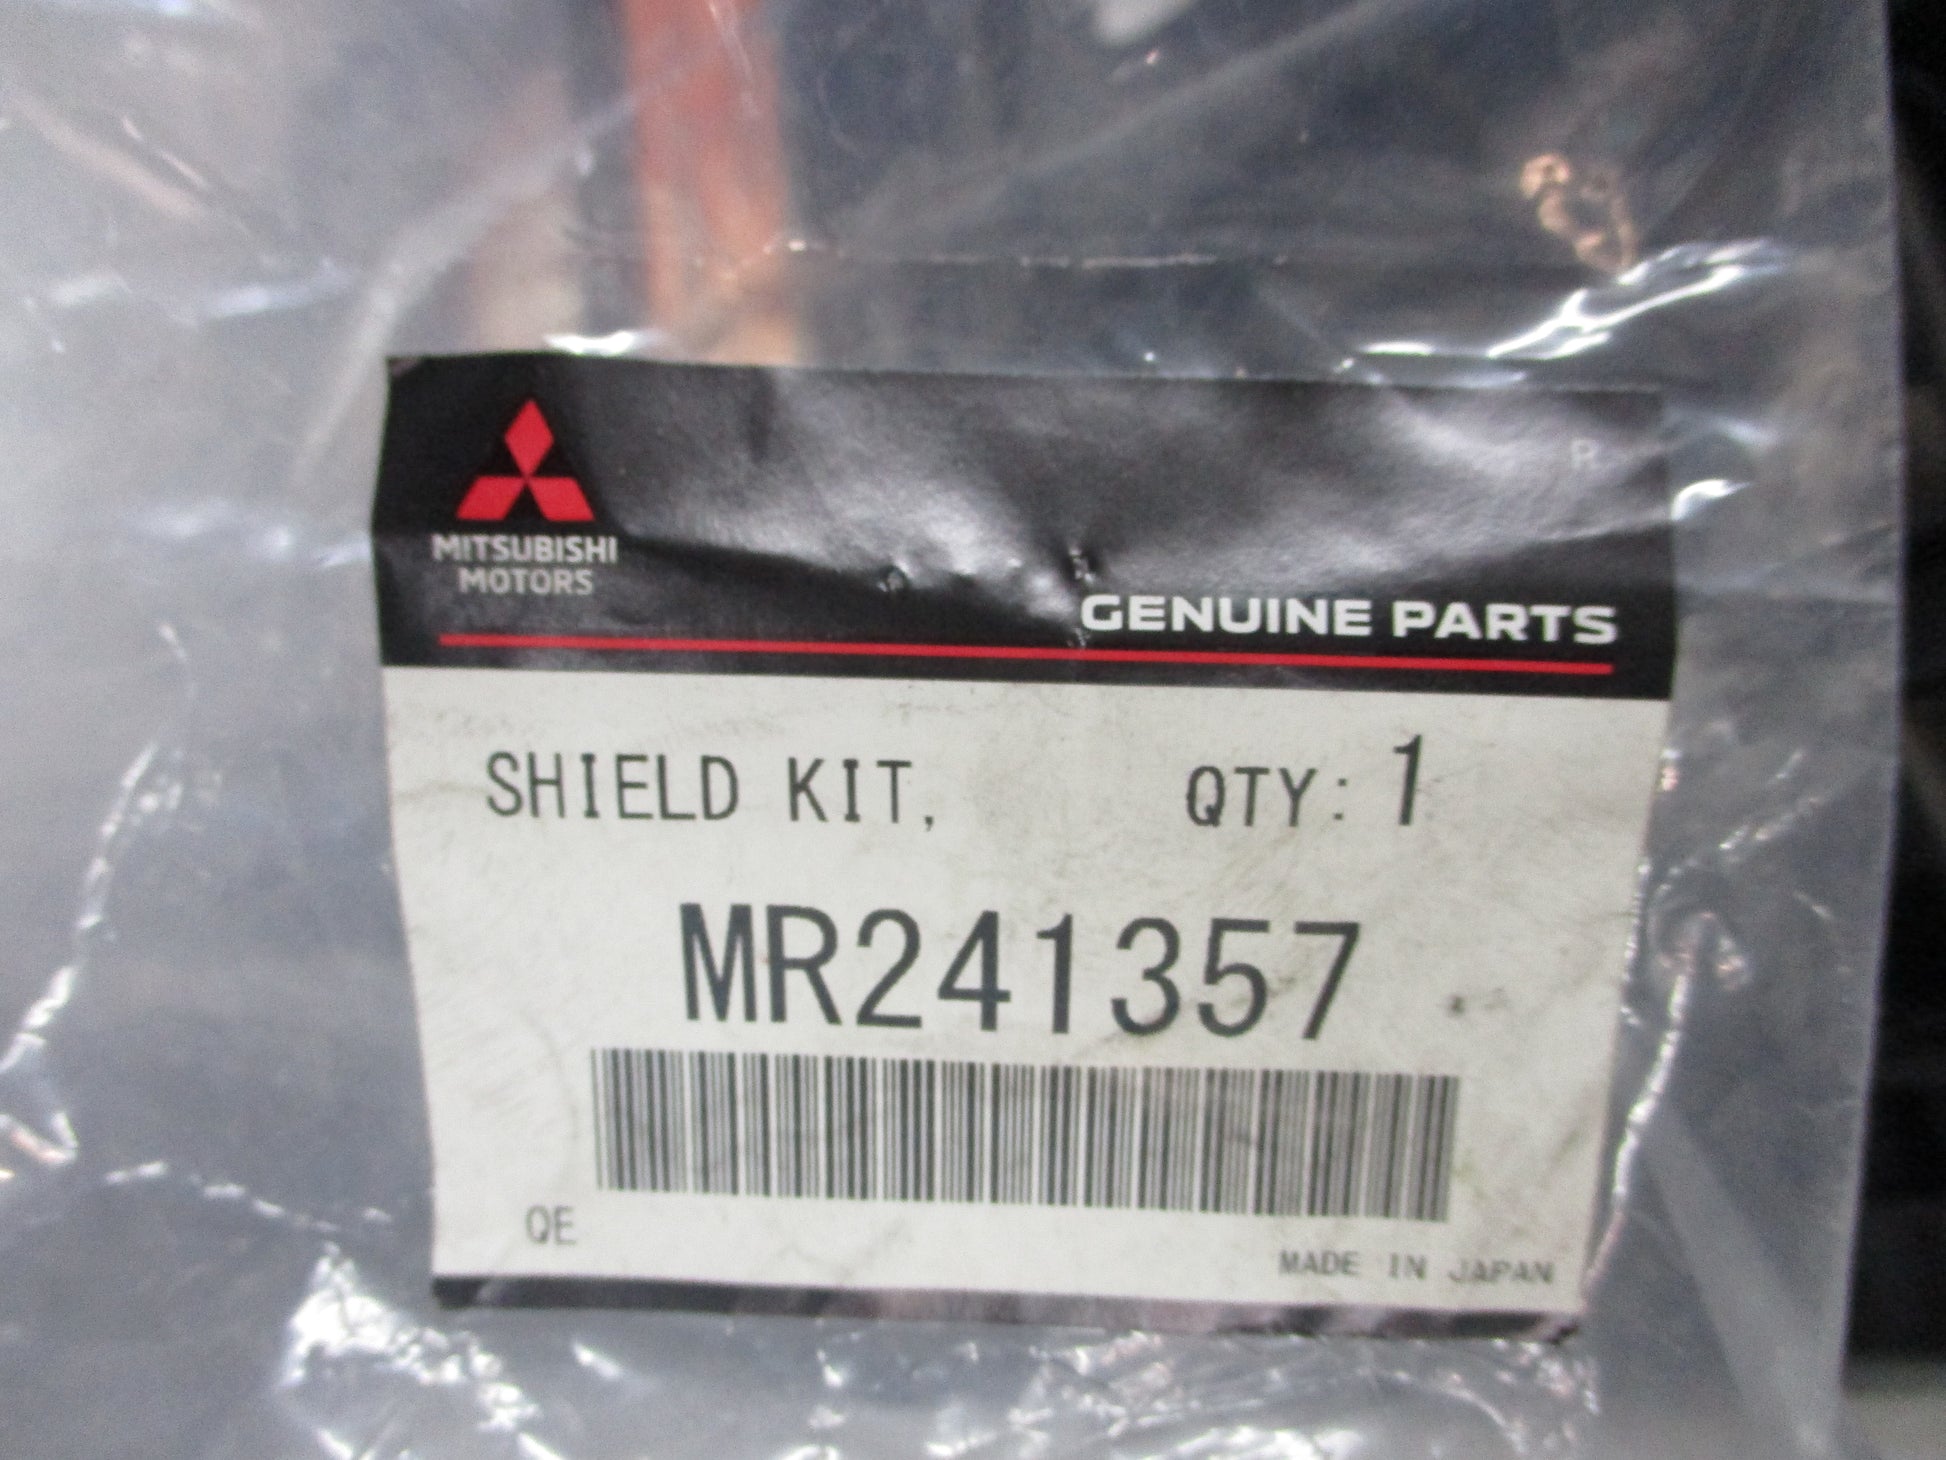 R
MITSUBISHI
MOTORS
GENUINE PARTS
SHIELD KIT, QTY: 1
MR241357
QE
MADE IN JAPAN